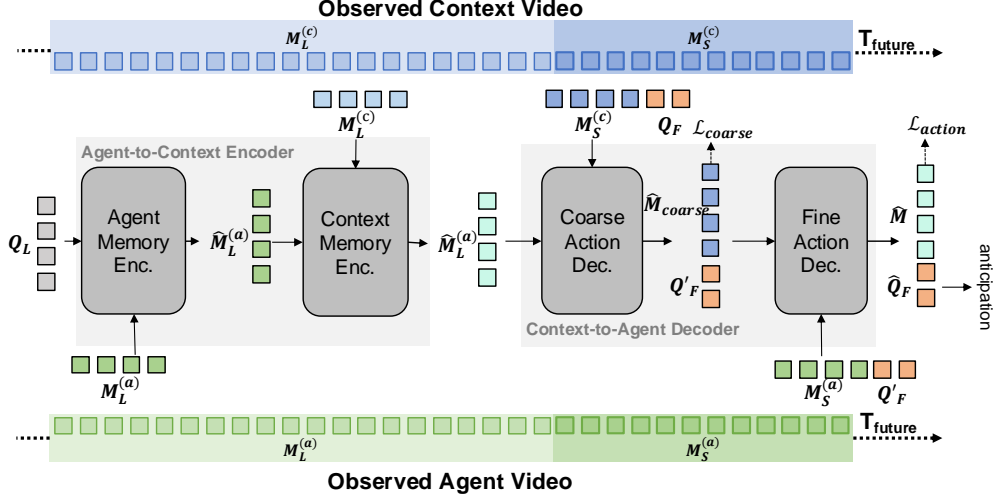 Observed Context Video
M_L^(c)
M_S^(c)
T_future
M_L^(c)
M_S^(c)
Q_F
ℒ_coarse
ℒ_action
Agent-to-Context Encoder
Q_L
Agent
Memory
Enc.
M̂_L^(a)
Context
Memory
Enc.
M̂_L^(a)
Coarse
Action
Dec.
M̂_coarse
Q'_F
Fine
Action
Dec.
M̂
Q̂_F
anticipation
Context-to-Agent Decoder
M_L^(a)
M_S^(a)
Q'_F
M_L^(a)
M_S^(a)
T_future
Observed Agent Video